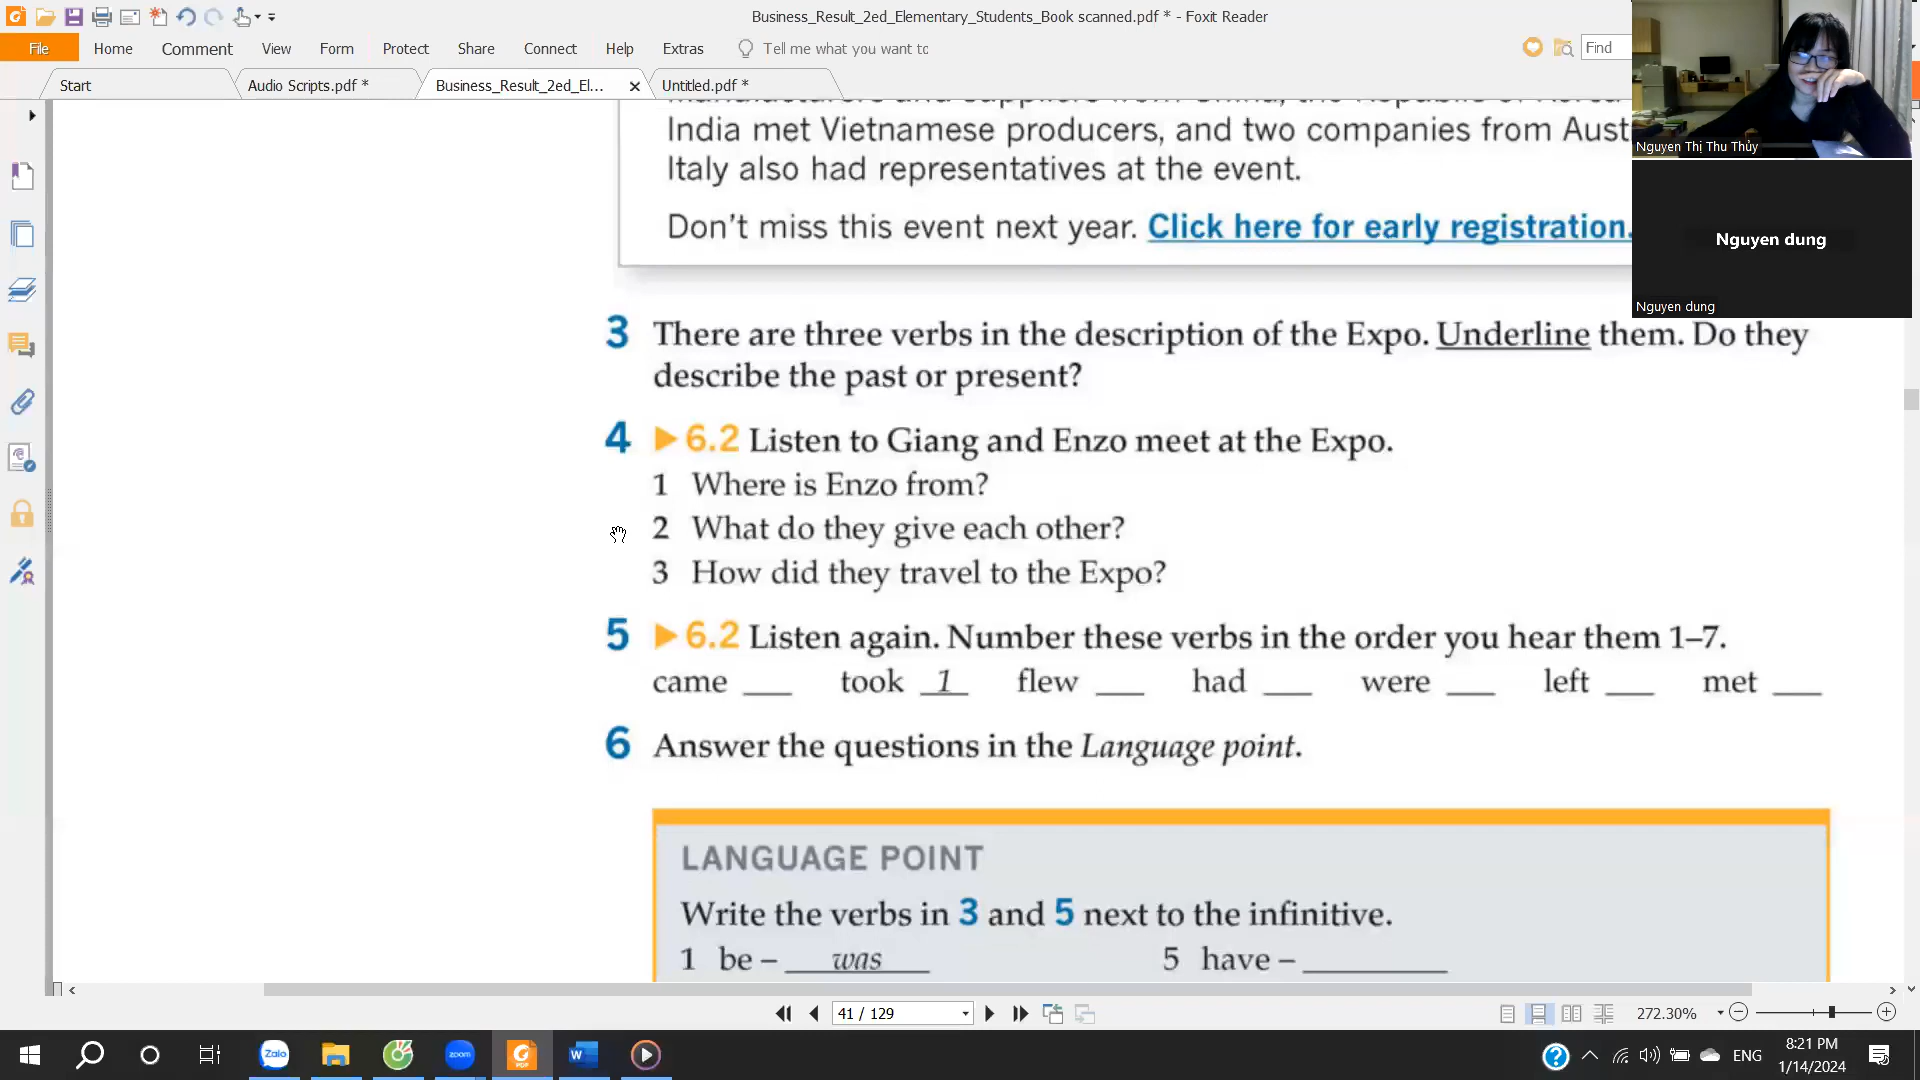 Business_Result_2ed_Elementary_Students_Book scanned.pdf * - Foxit Reader
File Home Comment View Form Protect Share Connect Help Extras Tell me what you want to Find
Start Audio Scripts.pdf * Business_Result_2ed_El... Untitled.pdf *
India met Vietnamese producers, and two companies from Aust
Italy also had representatives at the event.
Don't miss this event next year. Click here for early registration.
Nguyen Thị Thu Thủy
Nguyen dung
Nguyen dung
3 There are three verbs in the description of the Expo. Underline them. Do they
describe the past or present?
4 ▶ 6.2 Listen to Giang and Enzo meet at the Expo.
1 Where is Enzo from?
2 What do they give each other?
3 How did they travel to the Expo?
5 ▶ 6.2 Listen again. Number these verbs in the order you hear them 1–7.
came ___ took _1_ flew ___ had ___ were ___ left ___ met ___
6 Answer the questions in the Language point.
LANGUAGE POINT
Write the verbs in 3 and 5 next to the infinitive.
1 be – was 5 have – ______
41 / 129 272.30%
Zalo zoom PDF W ENG 8:21 PM
1/14/2024